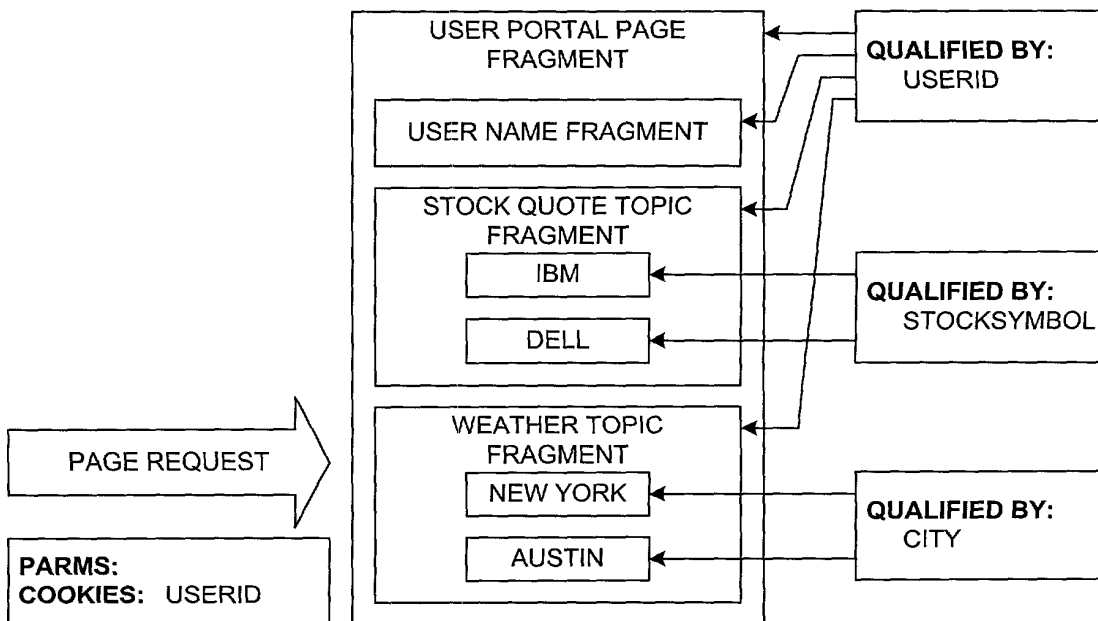 USER PORTAL PAGE
FRAGMENT
USER NAME FRAGMENT
STOCK QUOTE TOPIC
FRAGMENT
IBM
DELL
WEATHER TOPIC
FRAGMENT
NEW YORK
AUSTIN
QUALIFIED BY:
USERID
QUALIFIED BY:
STOCKSYMBOL
QUALIFIED BY:
CITY
PAGE REQUEST
PARMS:
COOKIES: USERID